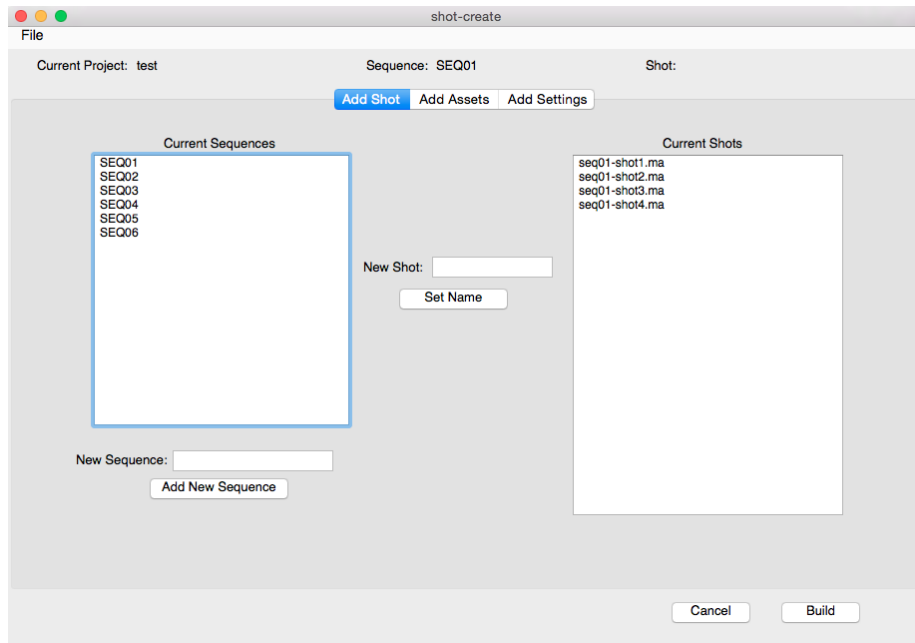 shot-create
File
Current Project: test Sequence: SEQ01 Shot:
Add Shot Add Assets Add Settings
Current Sequences
SEQ01
SEQ02
SEQ03
SEQ04
SEQ05
SEQ06
New Shot:
Set Name
Current Shots
seq01-shot1.ma
seq01-shot2.ma
seq01-shot3.ma
seq01-shot4.ma
New Sequence:
Add New Sequence
Cancel Build